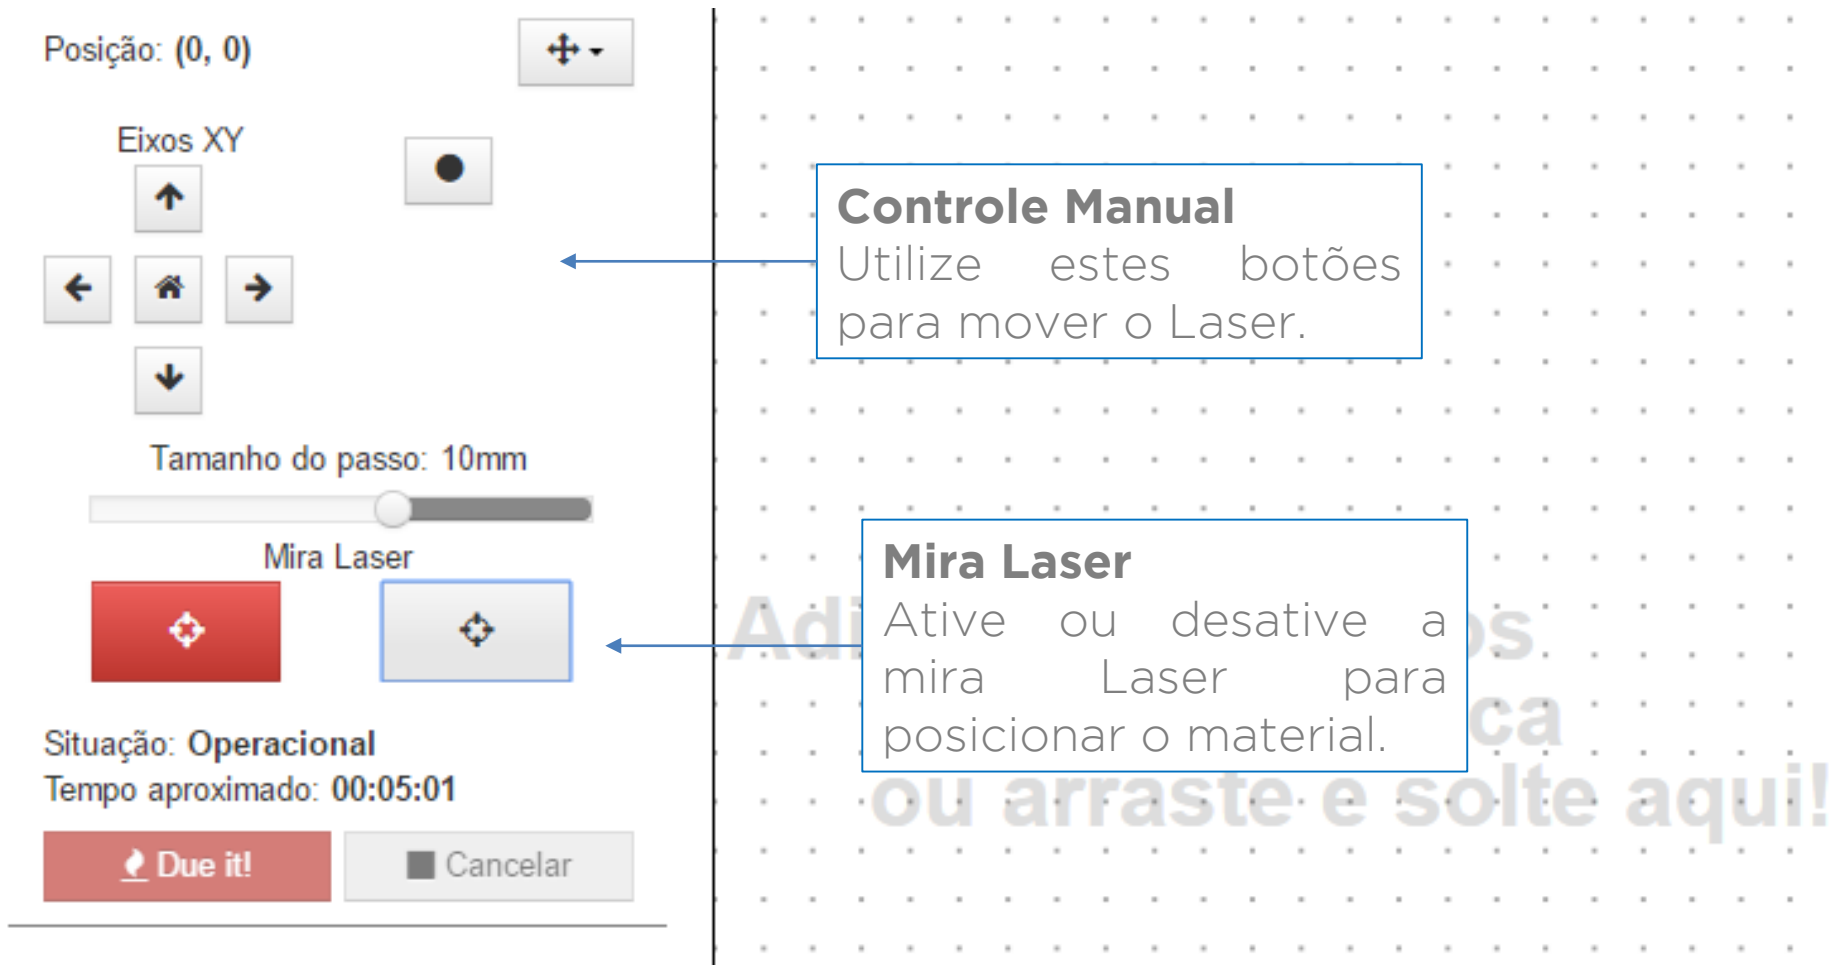 Posição: (0, 0)
Eixos XY
Controle Manual
Utilize estes botões
para mover o Laser.
Tamanho do passo: 10mm
Mira Laser
Mira Laser
Ative ou desative a
mira Laser para
posicionar o material.
ou arraste e solte aqui!
Situação: Operacional
Tempo aproximado: 00:05:01
Due it!
Cancelar